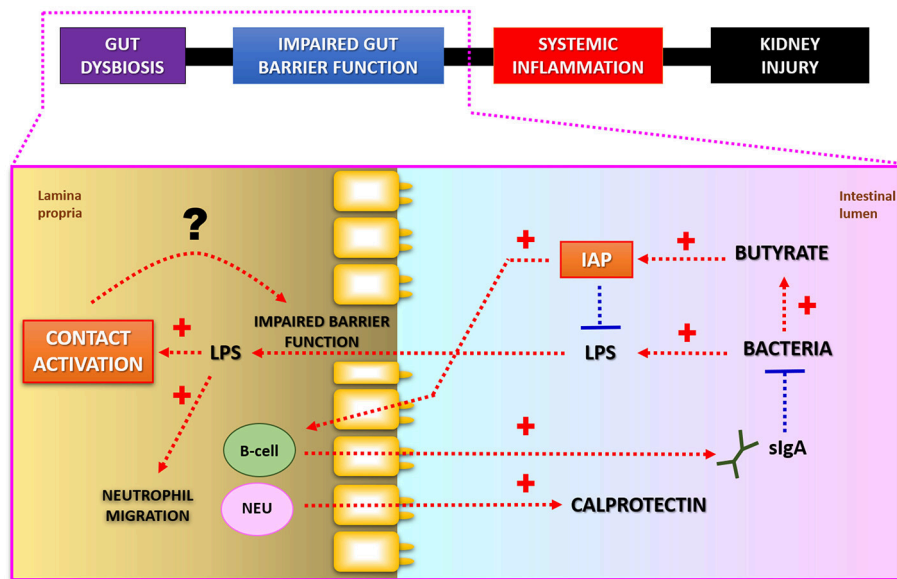 GUT
DYSBIOSIS
IMPAIRED GUT
BARRIER FUNCTION
SYSTEMIC
INFLAMMATION
KIDNEY
INJURY
Lamina
propria
Intestinal
lumen
?
+
+
BUTYRATE
IAP
+
IMPAIRED BARRIER
FUNCTION
CONTACT
ACTIVATION
+
LPS
LPS
+
BACTERIA
+
+
B-cell
sIgA
+
NEUTROPHIL
MIGRATION
NEU
CALPROTECTIN